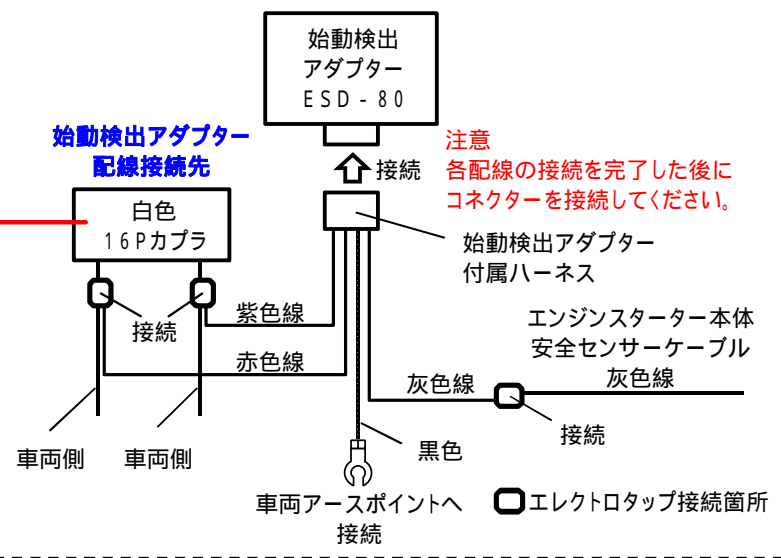 始動検出
アダプター
ESD-80
始動検出アダプター
配線接続先
注意
各配線の接続を完了した後に
コネクターを接続してください。
接続
白色
16Pカプラ
始動検出アダプター
付属ハーネス
接続
紫色線
赤色線
エンジンスターター本体
安全センサーケーブル
灰色線
灰色線
接続
黒色
車両側
車両側
車両アースポイントへ
接続
エレクトロタップ接続箇所